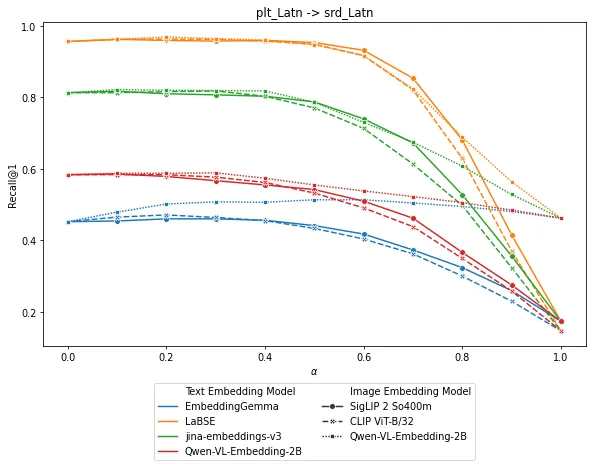 plt_Latn -> srd_Latn
1.0
0.8
0.6
0.4
0.2
Recall@1
0.0 0.2 0.4 0.6 0.8 1.0
α
Text Embedding Model
EmbeddingGemma
LaBSE
jina-embeddings-v3
Qwen-VL-Embedding-2B
Image Embedding Model
SigLIP 2 So400m
CLIP ViT-B/32
Qwen-VL-Embedding-2B